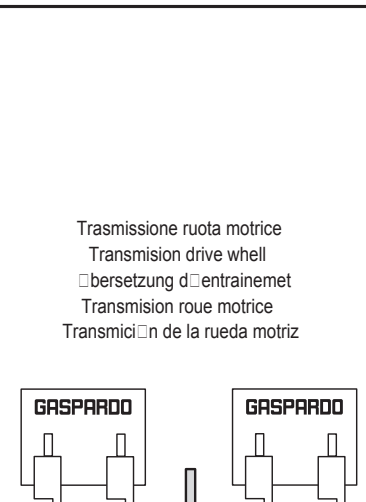 Trasmissione ruota motrice
Transmision drive whell
□bersetzung d□entrainemet
Transmision roue motrice
Transmici□n de la rueda motriz
GASPARDO GASPARDO